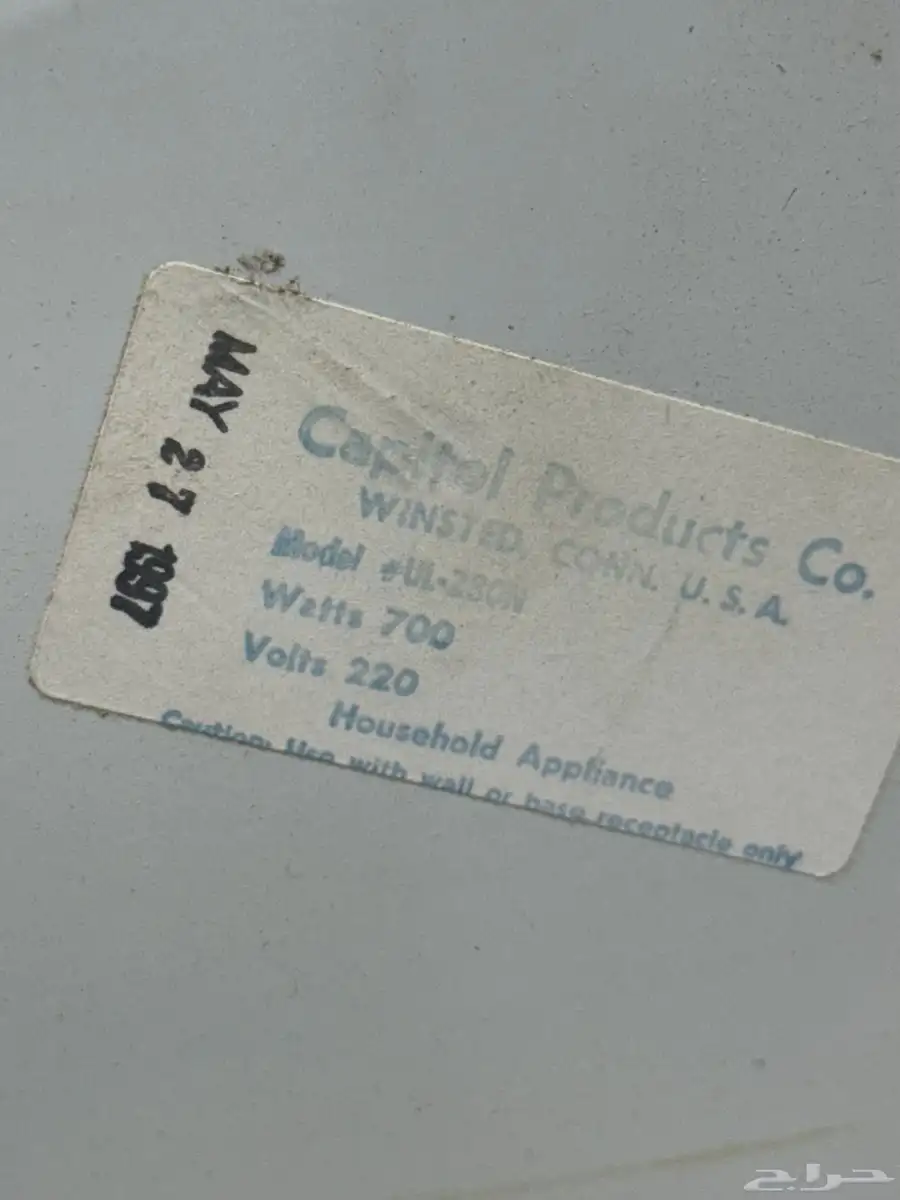 MAY 27 1997
Capitol Products Co.
WINSTED, CONN. U.S.A.
Model
Watts 700
Volts 220
Household Appliance
Caution: Use with wall or base receptacle only
حراج